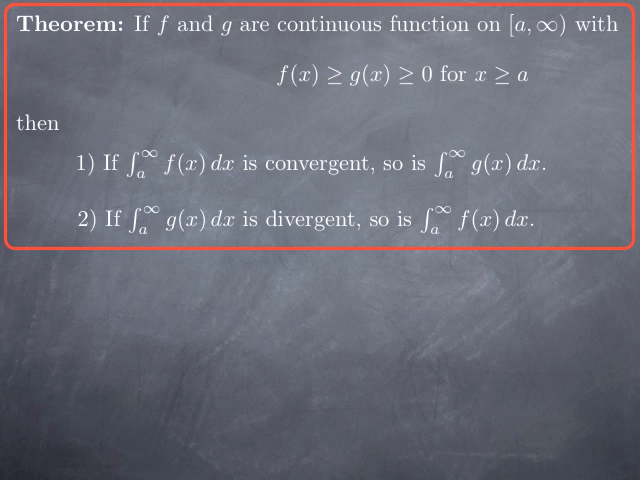 Theorem: If f and g are continuous function on [a, ∞) with
f(x) ≥ g(x) ≥ 0 for x ≥ a
then
1) If ∫_a^∞ f(x) dx is convergent, so is ∫_a^∞ g(x) dx.
2) If ∫_a^∞ g(x) dx is divergent, so is ∫_a^∞ f(x) dx.